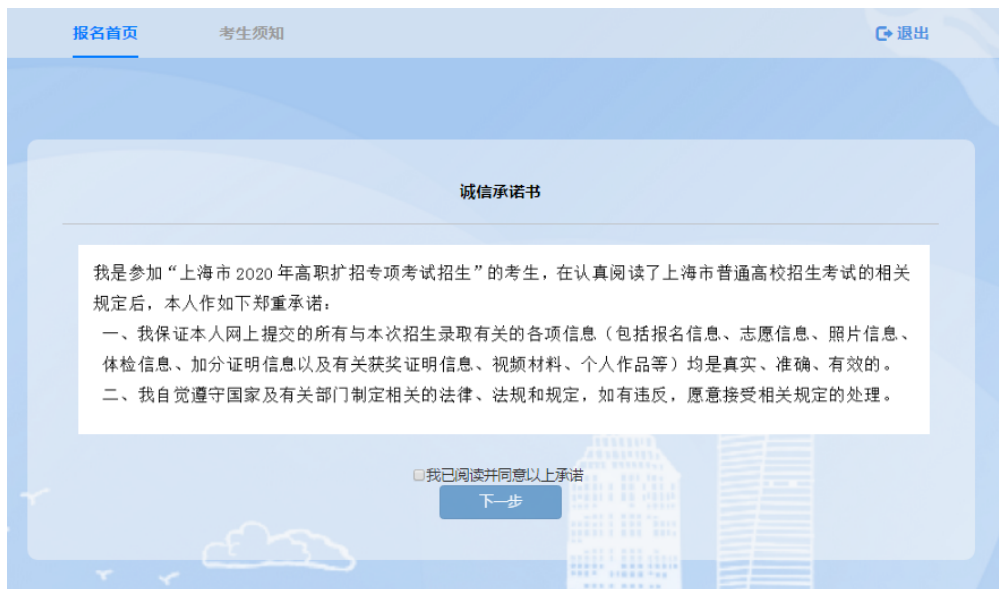 报名首页 考生须知 退出
诚信承诺书
我是参加“上海市2020年高职扩招专项考试招生”的考生，在认真阅读了上海市普通高校招生考试的相关
规定后，本人作如下郑重承诺：
一、我保证本人网上提交的所有与本次招生录取有关的各项信息（包括报名信息、志愿信息、照片信息、
体检信息、加分证明信息以及有关获奖证明信息、视频材料、个人作品等）均是真实、准确、有效的。
二、我自觉遵守国家及有关部门制定相关的法律、法规和规定，如有违反，愿意接受相关规定的处理。
我已阅读并同意以上承诺
下一步